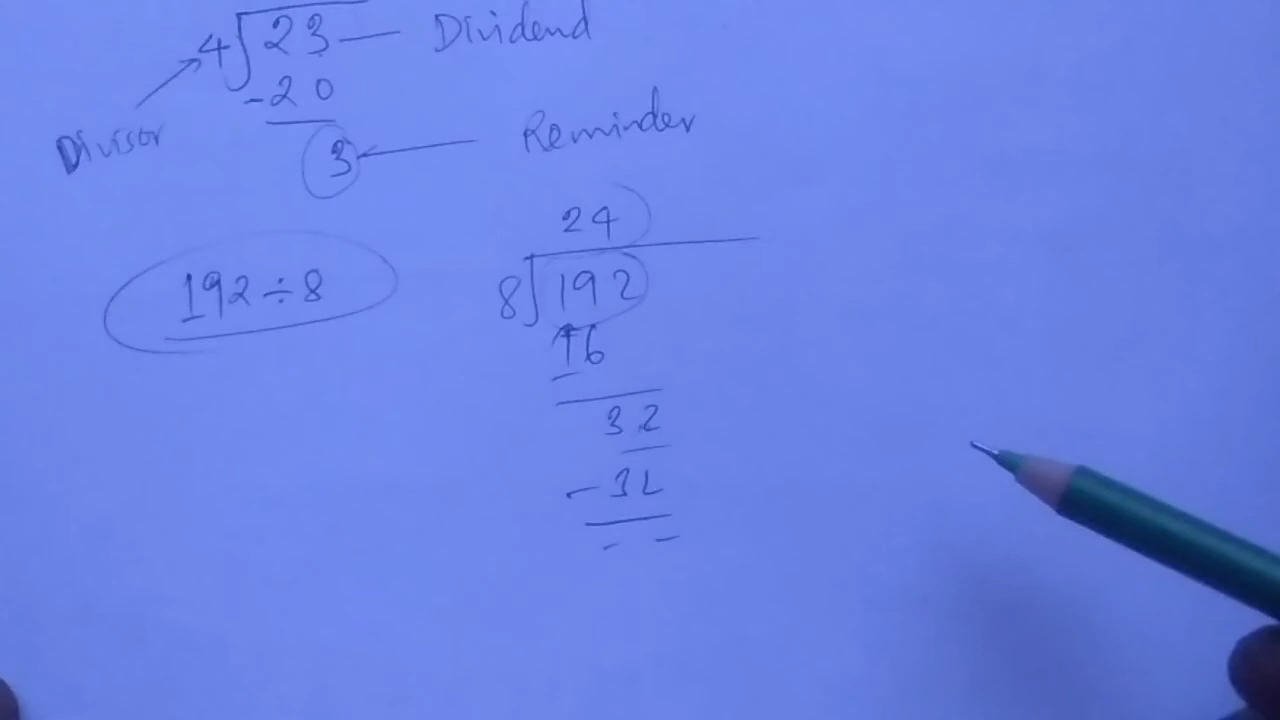 4)23 — Dividend
-20
Divisor
3 Reminder
24
192÷8
8)192
-16
32
-32
- -